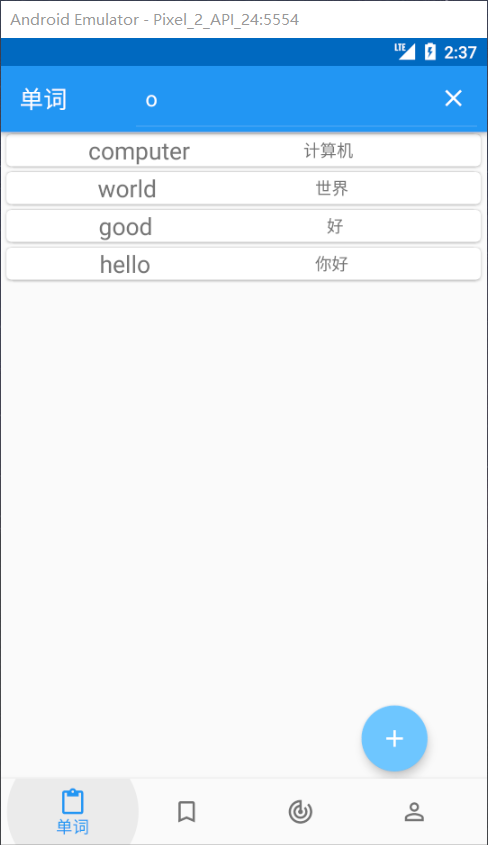 Android Emulator - Pixel_2_API_24:5554
LTE 2:37
单词 o
computer 计算机
world 世界
good 好
hello 你好
单词